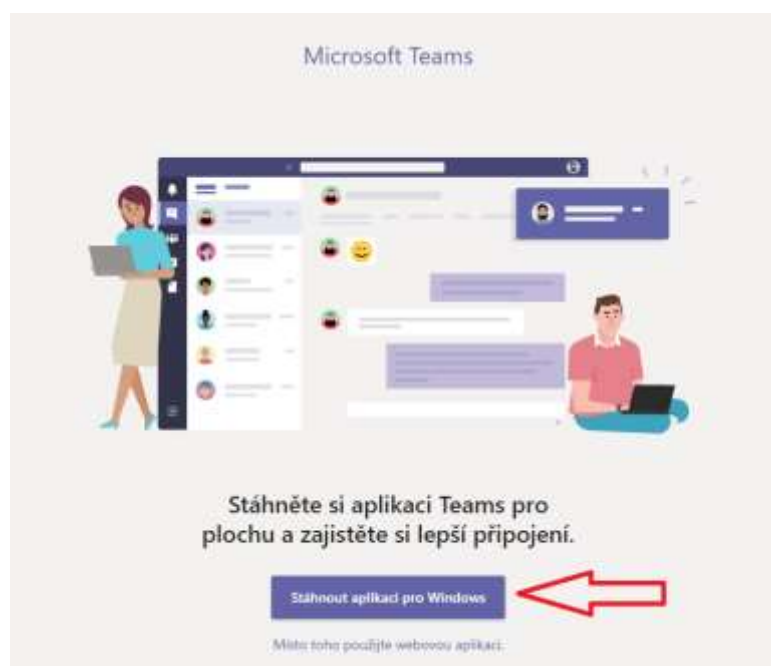 Microsoft Teams
Stáhněte si aplikaci Teams pro
plochu a zajistěte si lepší připojení.
Stáhnout aplikaci pro Windows
Místo toho použijte webovou aplikaci.